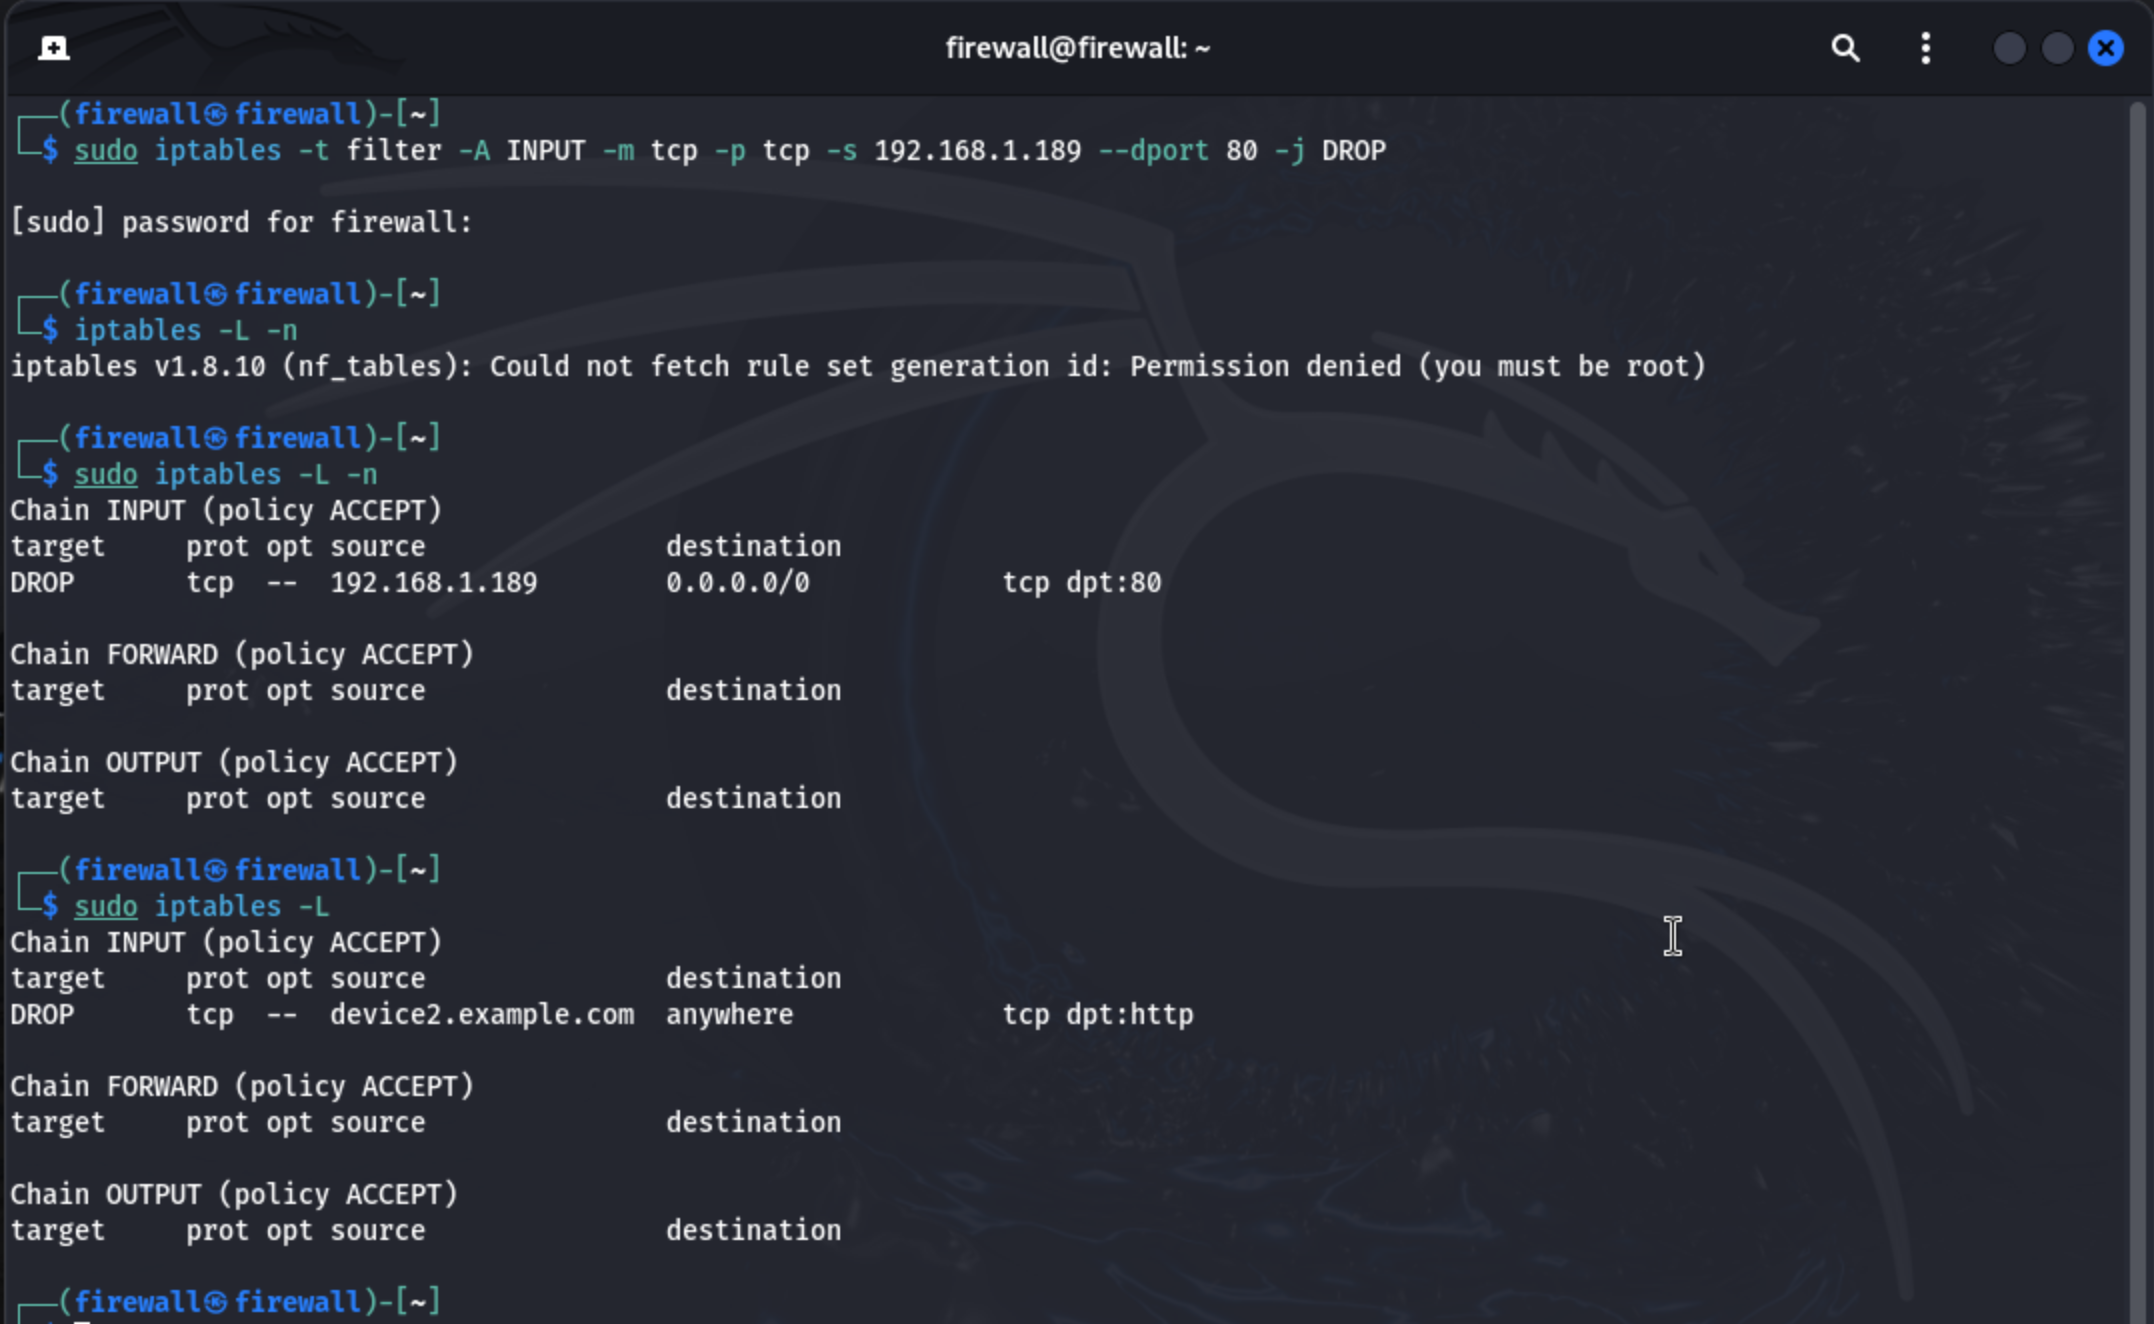 firewall@firewall: ~
┌──(firewall㉿firewall)-[~]
└─$ sudo iptables -t filter -A INPUT -m tcp -p tcp -s 192.168.1.189 --dport 80 -j DROP
[sudo] password for firewall:
┌──(firewall㉿firewall)-[~]
└─$ iptables -L -n
iptables v1.8.10 (nf_tables): Could not fetch rule set generation id: Permission denied (you must be root)
┌──(firewall㉿firewall)-[~]
└─$ sudo iptables -L -n
Chain INPUT (policy ACCEPT)
target     prot opt source               destination
DROP       tcp  --  192.168.1.189        0.0.0.0/0            tcp dpt:80
Chain FORWARD (policy ACCEPT)
target     prot opt source               destination
Chain OUTPUT (policy ACCEPT)
target     prot opt source               destination
┌──(firewall㉿firewall)-[~]
└─$ sudo iptables -L
Chain INPUT (policy ACCEPT)
target     prot opt source               destination
DROP       tcp  --  device2.example.com  anywhere             tcp dpt:http
Chain FORWARD (policy ACCEPT)
target     prot opt source               destination
Chain OUTPUT (policy ACCEPT)
target     prot opt source               destination
┌──(firewall㉿firewall)-[~]